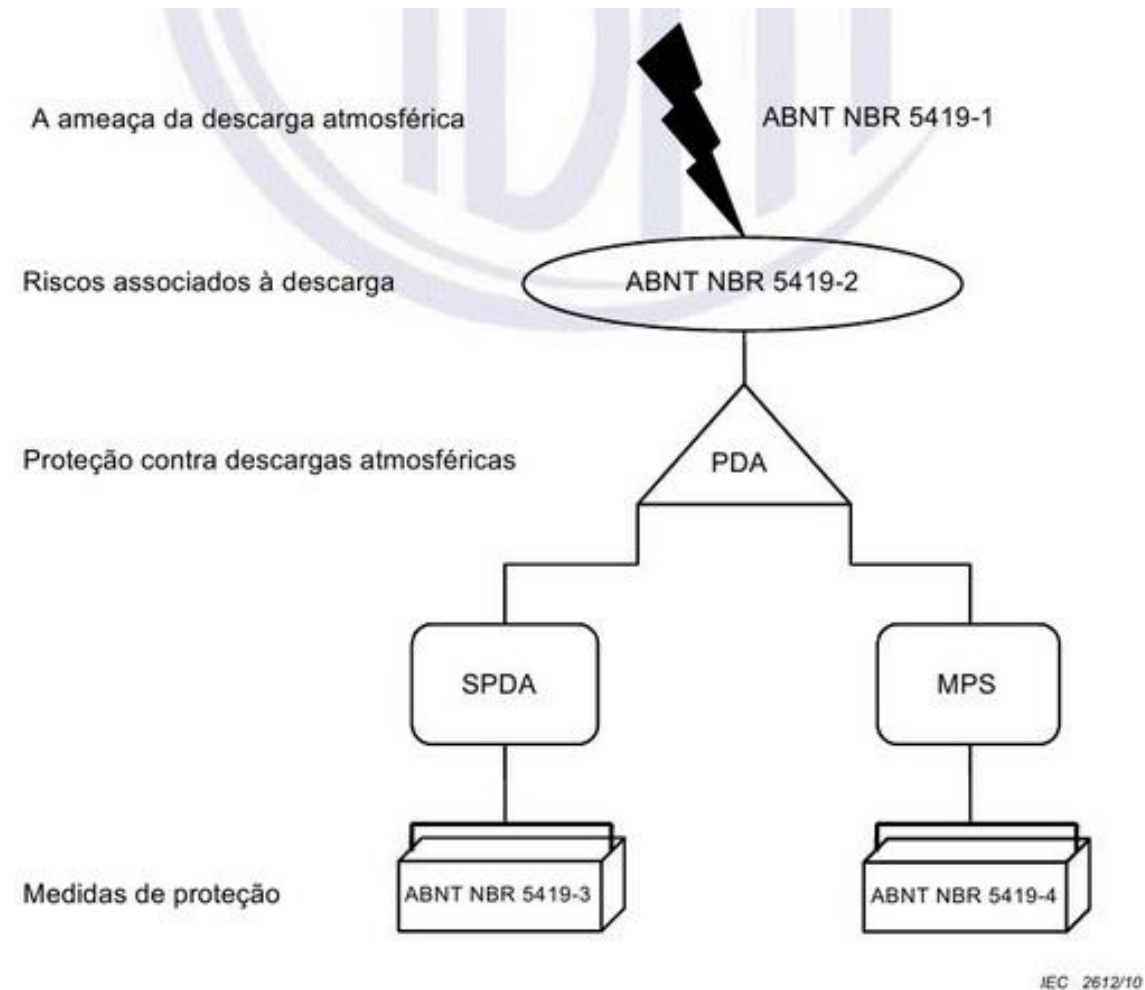 A ameaça da descarga atmosférica
ABNT NBR 5419-1
Riscos associados à descarga
ABNT NBR 5419-2
Proteção contra descargas atmosféricas
PDA
SPDA
MPS
Medidas de proteção
ABNT NBR 5419-3
ABNT NBR 5419-4
IEC 2612/10